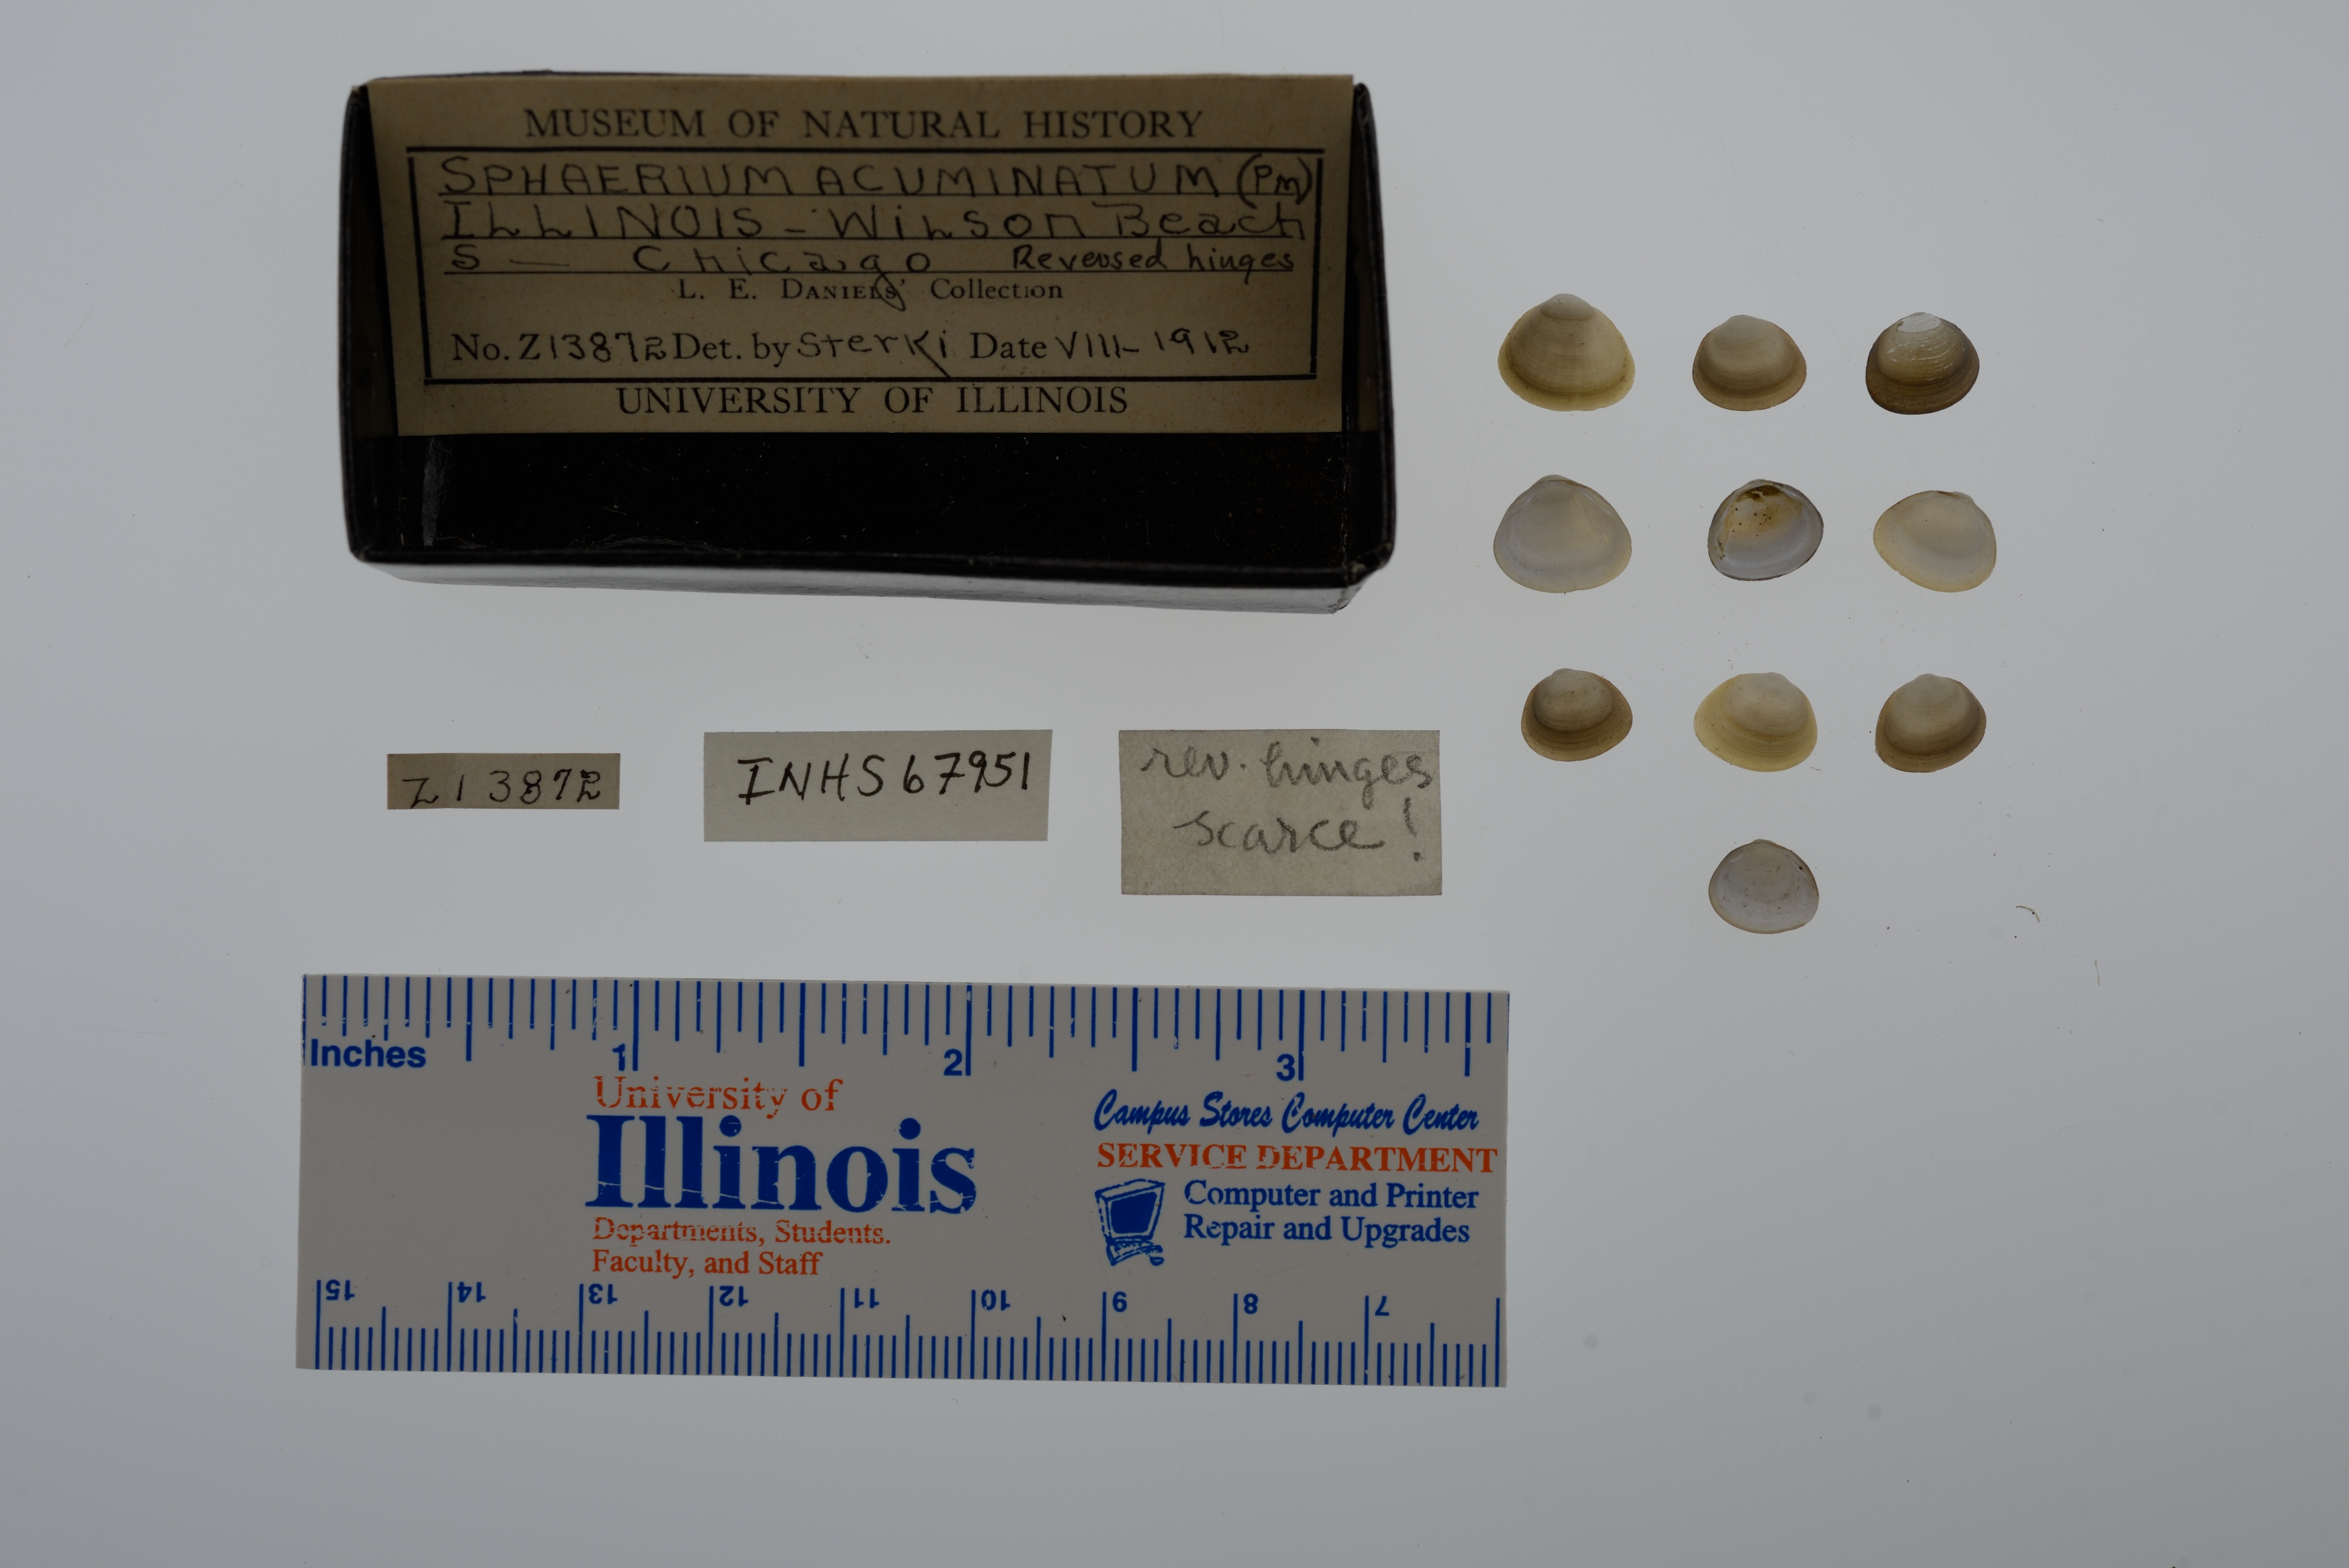 MUSEUM OF NATURAL HISTORY
SPHAERIUM ACUMINATUM (Pm)
ILLINOIS - Wilson Beach
S — Chicago Reversed hinges
L. E. DANIELS' Collection
No. Z13872 Det. by Sterki Date VIII-1912
UNIVERSITY OF ILLINOIS
Z13872
INHS 67951
rev. hinges
scarce!
Inches 1 2 3
University of
Illinois
Departments, Students.
Faculty, and Staff
Campus Stores Computer Center
SERVICE DEPARTMENT
Computer and Printer
Repair and Upgrades
15 14 13 12 11 10 9 8 7